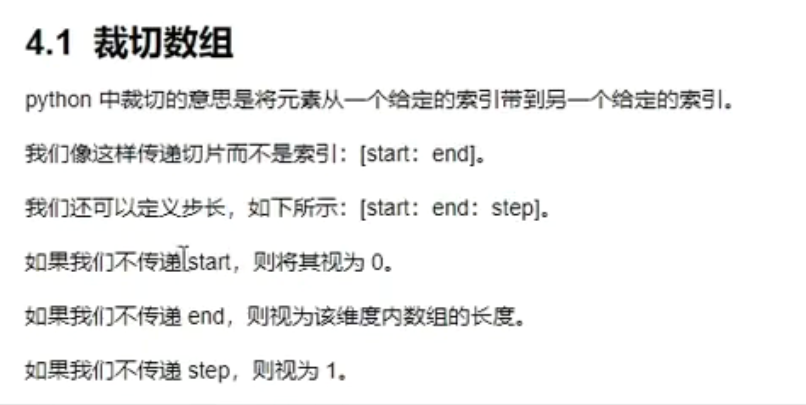 4.1 裁切数组
python 中裁切的意思是将元素从一个给定的索引带到另一个给定的索引。
我们像这样传递切片而不是索引：[start：end]。
我们还可以定义步长，如下所示：[start：end：step]。
如果我们不传递 start，则将其视为 0。
如果我们不传递 end，则视为该维度内数组的长度。
如果我们不传递 step，则视为 1。